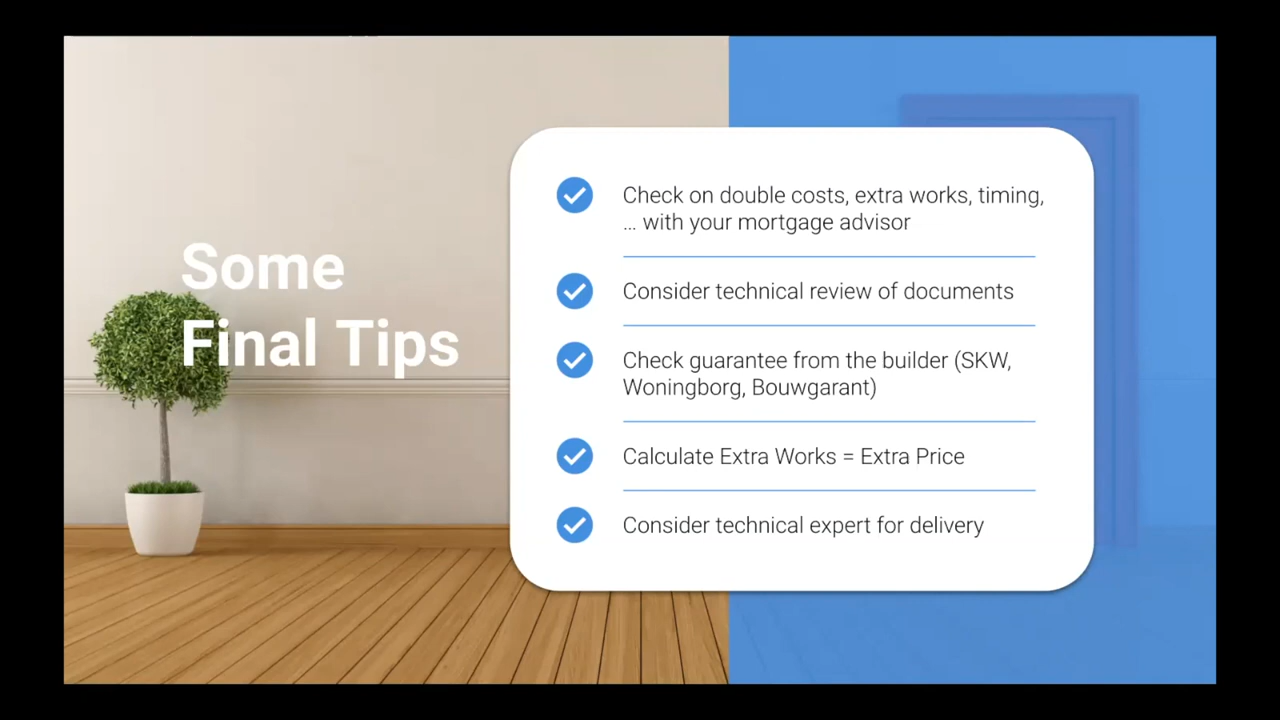 Some
Final Tips
Check on double costs, extra works, timing,
... with your mortgage advisor
Consider technical review of documents
Check guarantee from the builder (SKW,
Woningborg, Bouwgarant)
Calculate Extra Works = Extra Price
Consider technical expert for delivery